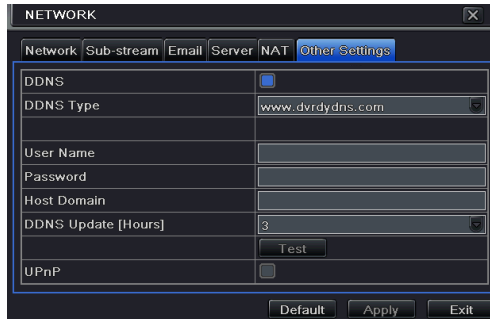 NETWORK
Network Sub-stream Email Server NAT Other Settings
DDNS
DDNS Type www.dvrdydns.com
User Name
Password
Host Domain
DDNS Update [Hours] 3
Test
UPnP
Default Apply Exit